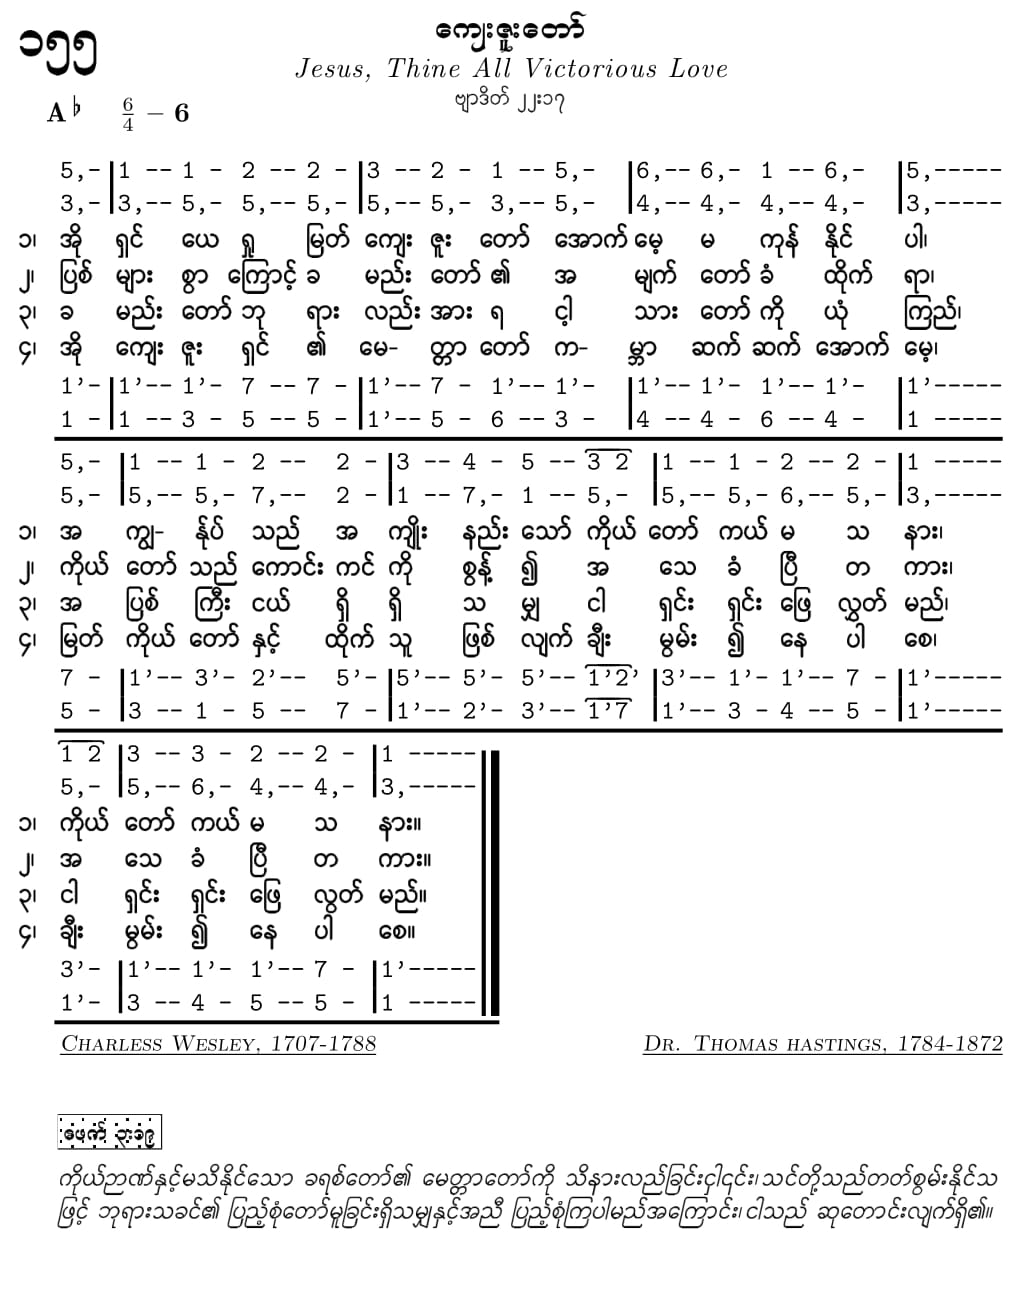 ၁၅၅
ကျေးဇူးတော်
Jesus, Thine All Victorious Love
ဗျာဒိတ် ၂၂း၁၇
A♭ 6/4 – 6
5,- |1 -- 1 - 2 -- 2 - |3 -- 2 - 1 -- 5,- |6,-- 6,- 1 -- 6,- |5,-----
3,- |3,-- 5,- 5,-- 5,- |5,-- 5,- 3,-- 5,- |4,-- 4,- 4,-- 4,- |3,-----
၁၊ အို ရှင် ယေ ရှု မြတ် ကျေး ဇူး တော် အောက် မေ့ မ ကုန် နိုင် ပါ၊
၂၊ ပြစ် များ စွာ ကြောင့် ခ မည်း တော် ၏ အ မျက် တော် ခံ ထိုက် ရာ၊
၃၊ ခ မည်း တော် ဘု ရား လည်း အား ရ ငါ့ သား တော် ကို ယုံ ကြည်၊
၄၊ အို ကျေး ဇူး ရှင် ၏ မေ- တ္တာ တော် က- မ္ဘာ ဆက် ဆက် အောက် မေ့၊
1’- |1’-- 1’- 7 -- 7 - |1’-- 7 - 1’-- 1’- |1’-- 1’- 1’-- 1’- |1’-----
1 - |1 -- 3 - 5 -- 5 - |1’-- 5 - 6 -- 3 - |4 -- 4 - 6 -- 4 - |1 -----
5,- |1 -- 1 - 2 -- 2 - |3 -- 4 - 5 -- 3 2 |1 -- 1 - 2 -- 2 - |1 -----
5,- |5,-- 5,- 7,-- 2 - |1 -- 7,- 1 -- 5,- |5,-- 5,- 6,-- 5,- |3,-----
၁၊ အ ကျွ- န်ုပ် သည် အ ကျိုး နည်း သော် ကိုယ် တော် ကယ် မ သ နား၊
၂၊ ကိုယ် တော် သည် ကောင်း ကင် ကို စွန့် ၍ အ သေ ခံ ပြီ တ ကား၊
၃၊ အ ပြစ် ကြီး ငယ် ရှိ ရှိ သ မျှ ငါ ရှင်း ရှင်း ဖြေ လွှတ် မည်၊
၄၊ မြတ် ကိုယ် တော် နှင့် ထိုက် သူ ဖြစ် လျက် ချီး မွမ်း ၍ နေ ပါ စေ၊
7 - |1’-- 3’- 2’-- 5’- |5’-- 5’- 5’-- 1’2’ |3’-- 1’- 1’-- 7 - |1’-----
5 - |3 -- 1 - 5 -- 7 - |1’-- 2’- 3’-- 1’7 |1’-- 3 - 4 -- 5 - |1’-----
1 2 |3 -- 3 - 2 -- 2 - |1 -----
5,- |5,-- 6,- 4,-- 4,- |3,-----
၁၊ ကိုယ် တော် ကယ် မ သ နား။
၂၊ အ သေ ခံ ပြီ တ ကား။
၃၊ ငါ ရှင်း ရှင်း ဖြေ လွှတ် မည်။
၄၊ ချီး မွမ်း ၍ နေ ပါ စေ။
3’- |1’-- 1’- 1’-- 7 - |1’-----
1’- |3 -- 4 - 5 -- 5 - |1 -----
Charless Wesley, 1707-1788 Dr. Thomas hastings, 1784-1872
ဧဖက် ၃း၁၉
ကိုယ်ဉာဏ်နှင့်မသိနိုင်သော ခရစ်တော်၏ မေတ္တာတော်ကို သိနားလည်ခြင်းငှါ၎င်း၊သင်တို့သည်တတ်စွမ်းနိုင်သ
ဖြင့် ဘုရားသခင်၏ ပြည့်စုံတော်မူခြင်းရှိသမျှနှင့်အညီ ပြည့်စုံကြပါမည်အကြောင်း၊ငါသည် ဆုတောင်းလျက်ရှိ၏။